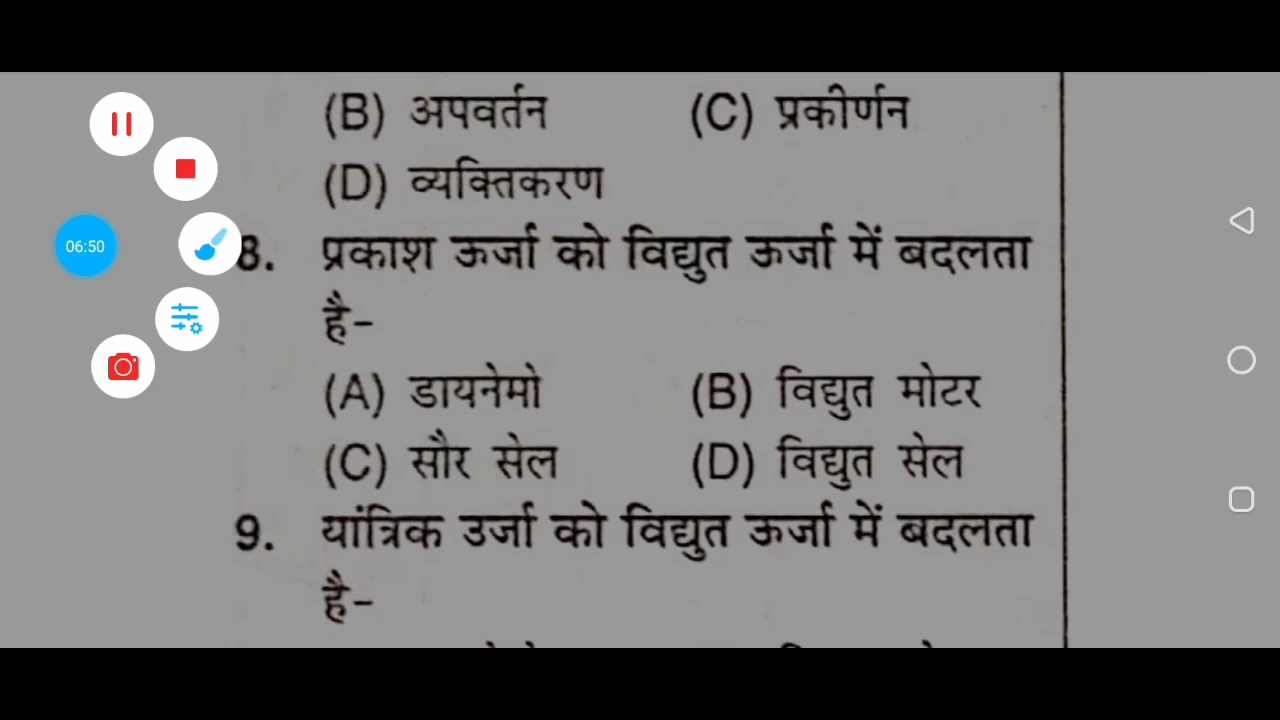 (B) अपवर्तन (C) प्रकीर्णन
(D) व्यक्तिकरण
8. प्रकाश ऊर्जा को विद्युत ऊर्जा में बदलता
है-
(A) डायनेमो (B) विद्युत मोटर
(C) सौर सेल (D) विद्युत सेल
9. यांत्रिक उर्जा को विद्युत ऊर्जा में बदलता
है-
06:50